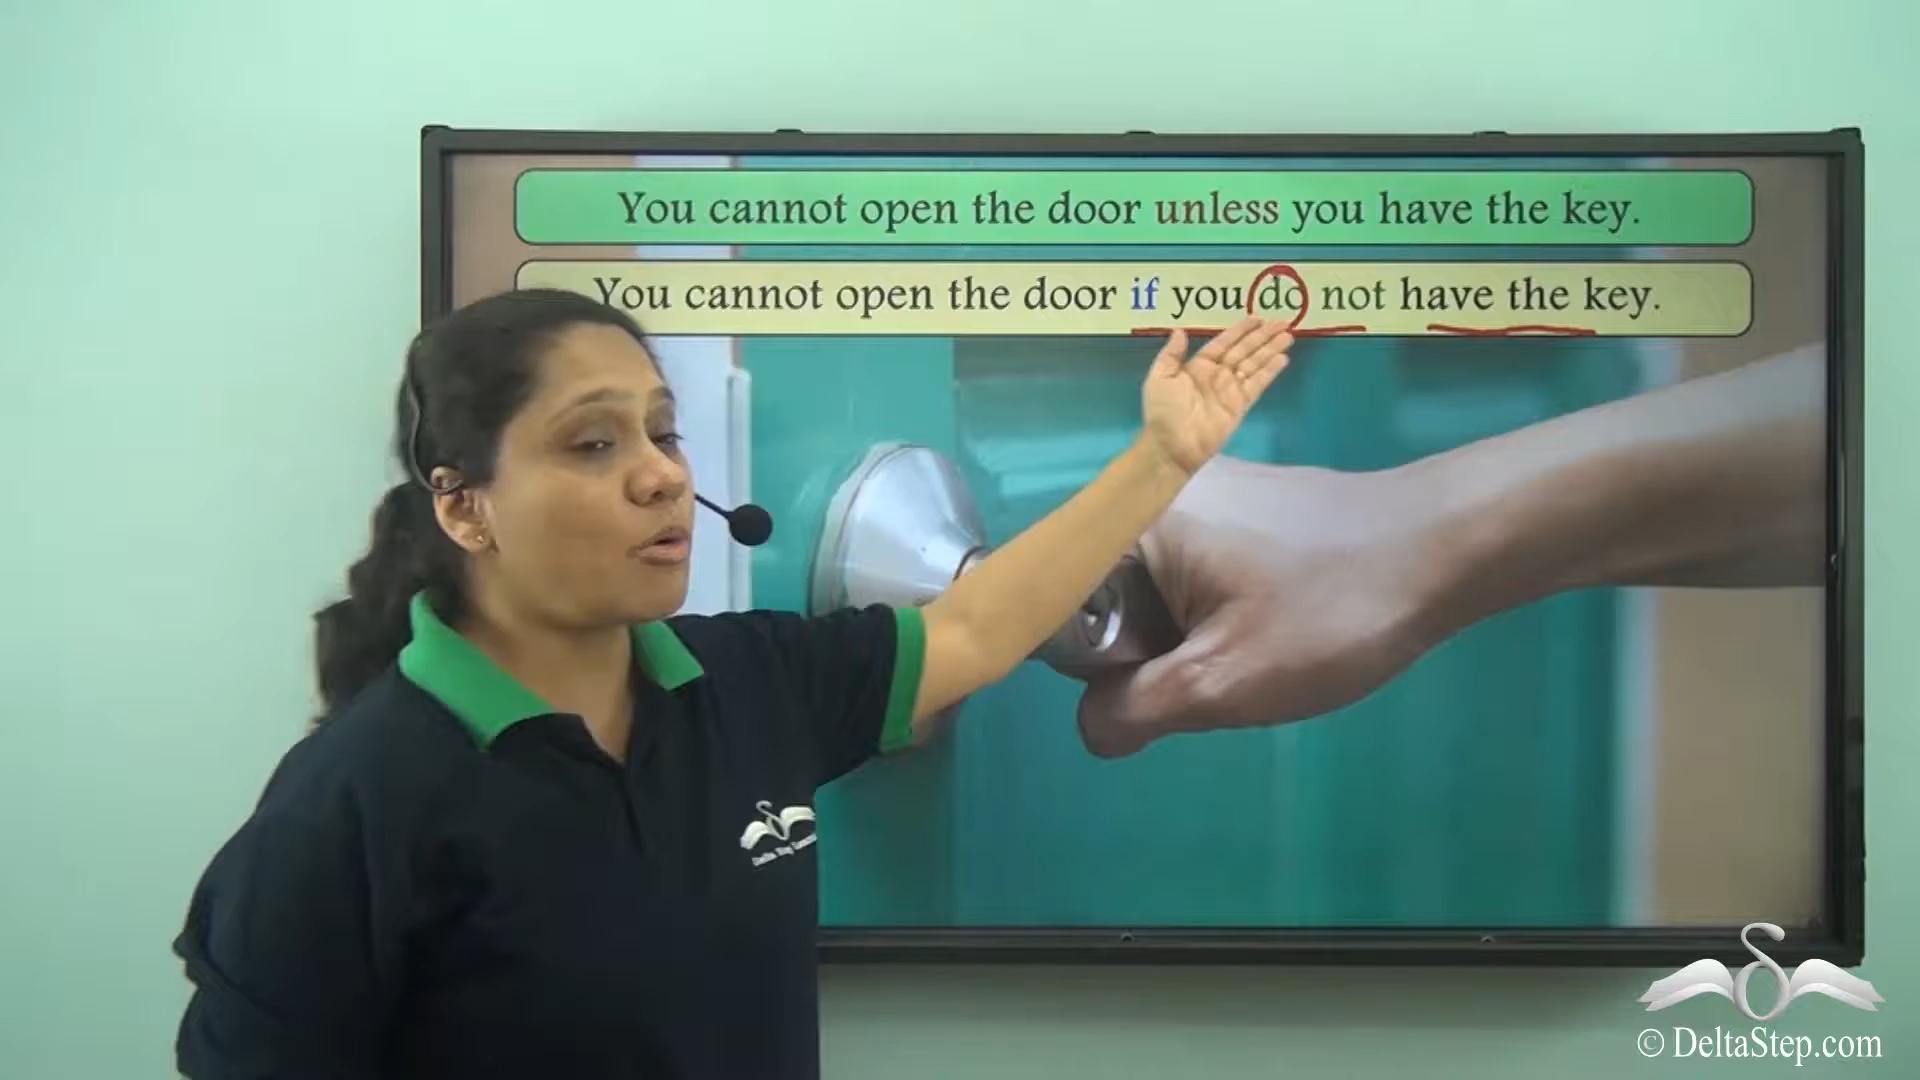 You cannot open the door unless you have the key.
You cannot open the door if you do not have the key.
© DeltaStep.com